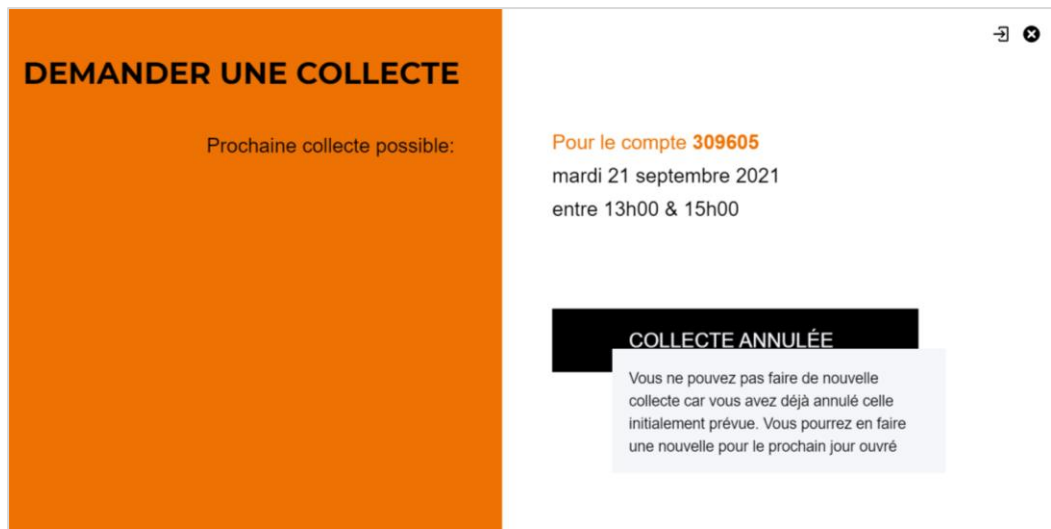 DEMANDER UNE COLLECTE
Prochaine collecte possible:
Pour le compte 309605
mardi 21 septembre 2021
entre 13h00 & 15h00
COLLECTE ANNULÉE
Vous ne pouvez pas faire de nouvelle
collecte car vous avez déjà annulé celle
initialement prévue. Vous pourrez en faire
une nouvelle pour le prochain jour ouvré